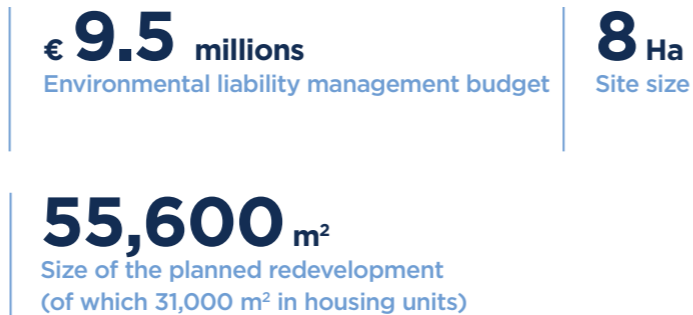 € 9.5 millions
Environmental liability management budget
8 Ha
Site size
55,600 m²
Size of the planned redevelopment
(of which 31,000 m² in housing units)